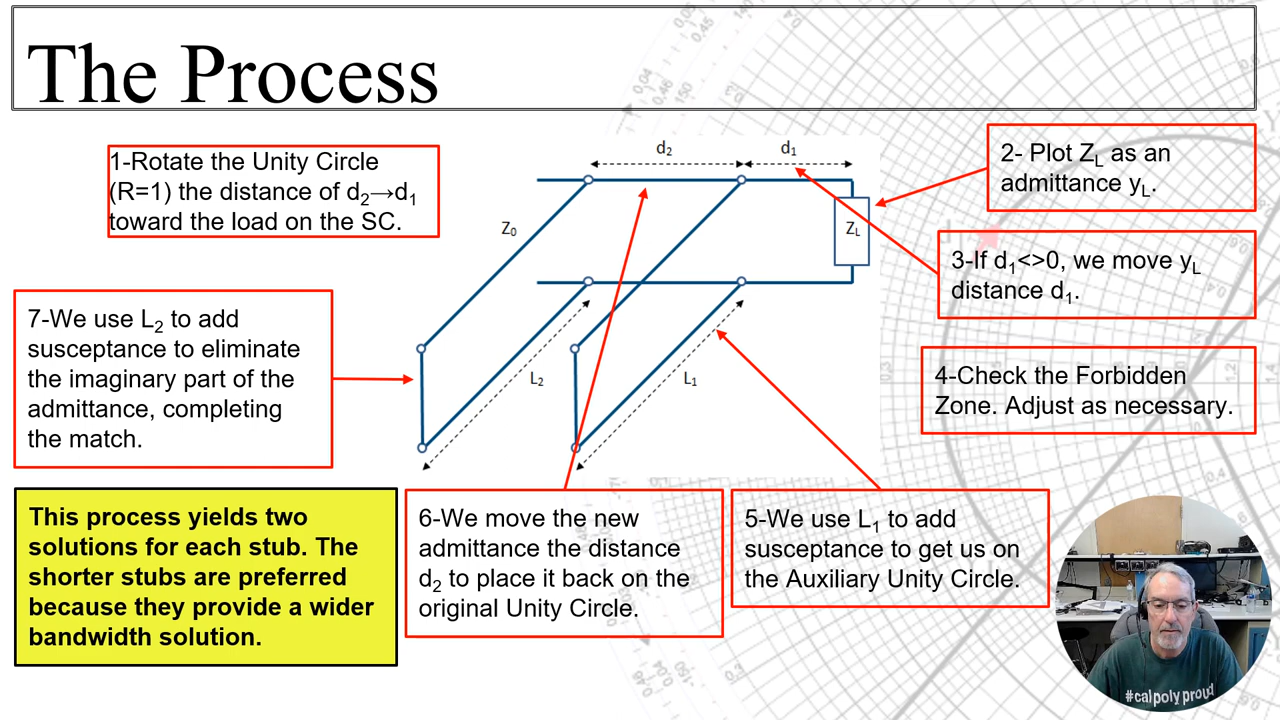 The Process
1-Rotate the Unity Circle
(R=1) the distance of d₂→d₁
toward the load on the SC.
d₂
d₁
Z₀
Z_L
L₂
L₁
2- Plot Z_L as an
admittance y_L.
3-If d₁<>0, we move y_L
distance d₁.
4-Check the Forbidden
Zone. Adjust as necessary.
5-We use L₁ to add
susceptance to get us on
the Auxiliary Unity Circle.
6-We move the new
admittance the distance
d₂ to place it back on the
original Unity Circle.
7-We use L₂ to add
susceptance to eliminate
the imaginary part of the
admittance, completing
the match.
This process yields two
solutions for each stub. The
shorter stubs are preferred
because they provide a wider
bandwidth solution.
#calpolyproud